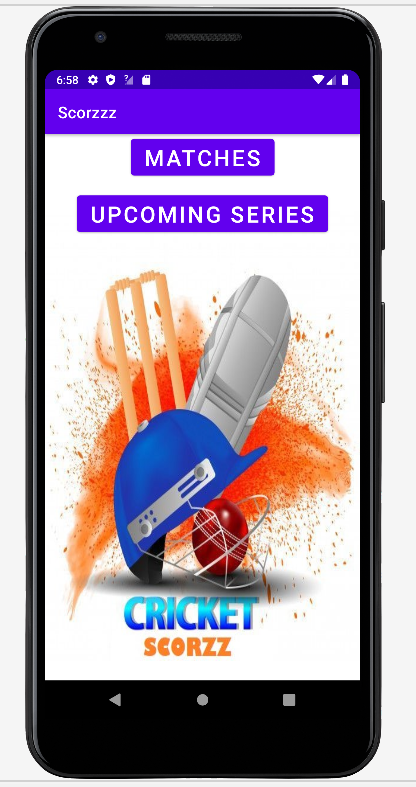 6:58
Scorzzz
MATCHES
UPCOMING SERIES
CRICKET
SCORZZ